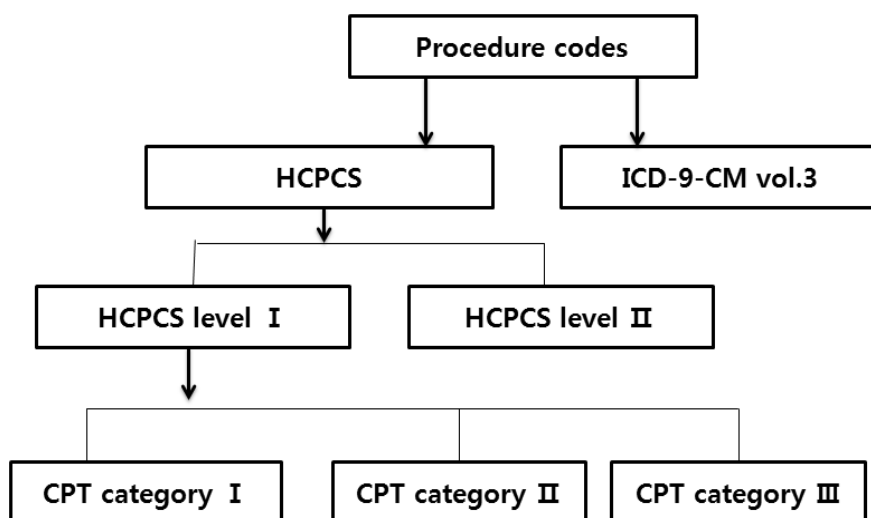 Procedure codes
HCPCS
ICD-9-CM vol.3
HCPCS level Ⅰ
HCPCS level Ⅱ
CPT category Ⅰ
CPT category Ⅱ
CPT category Ⅲ